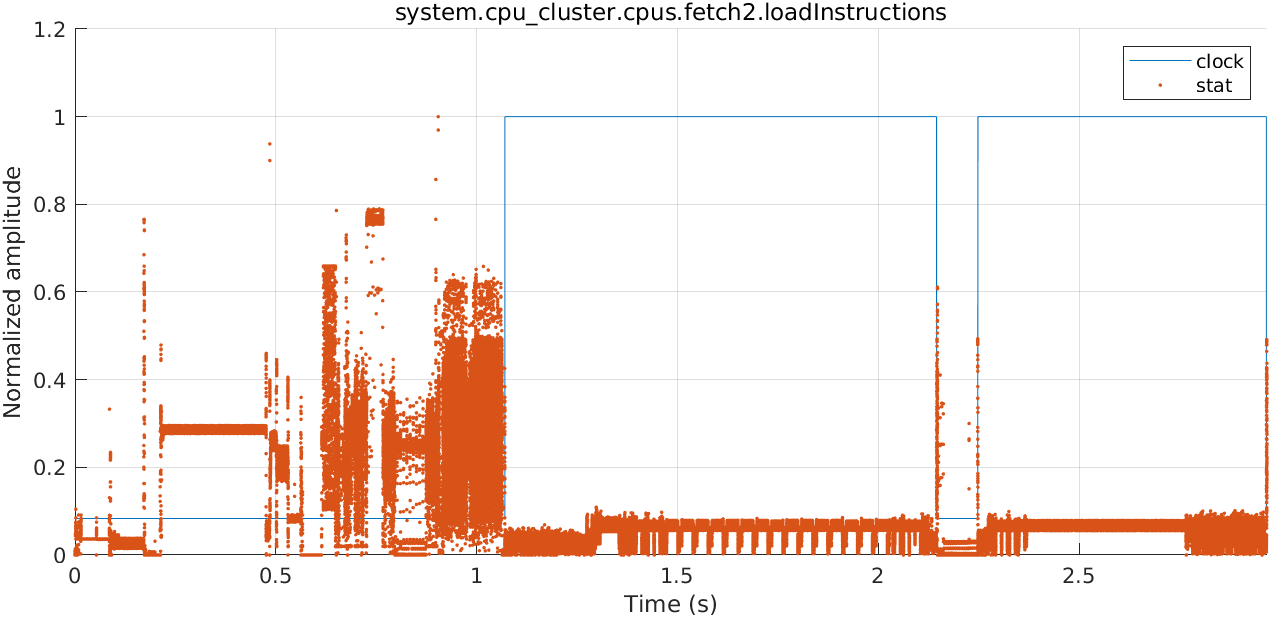 system.cpu_cluster.cpus.fetch2.loadInstructions
1.2
1
0.8
0.6
0.4
0.2
0
Normalized amplitude
clock
stat
0 0.5 1 1.5 2 2.5
Time (s)